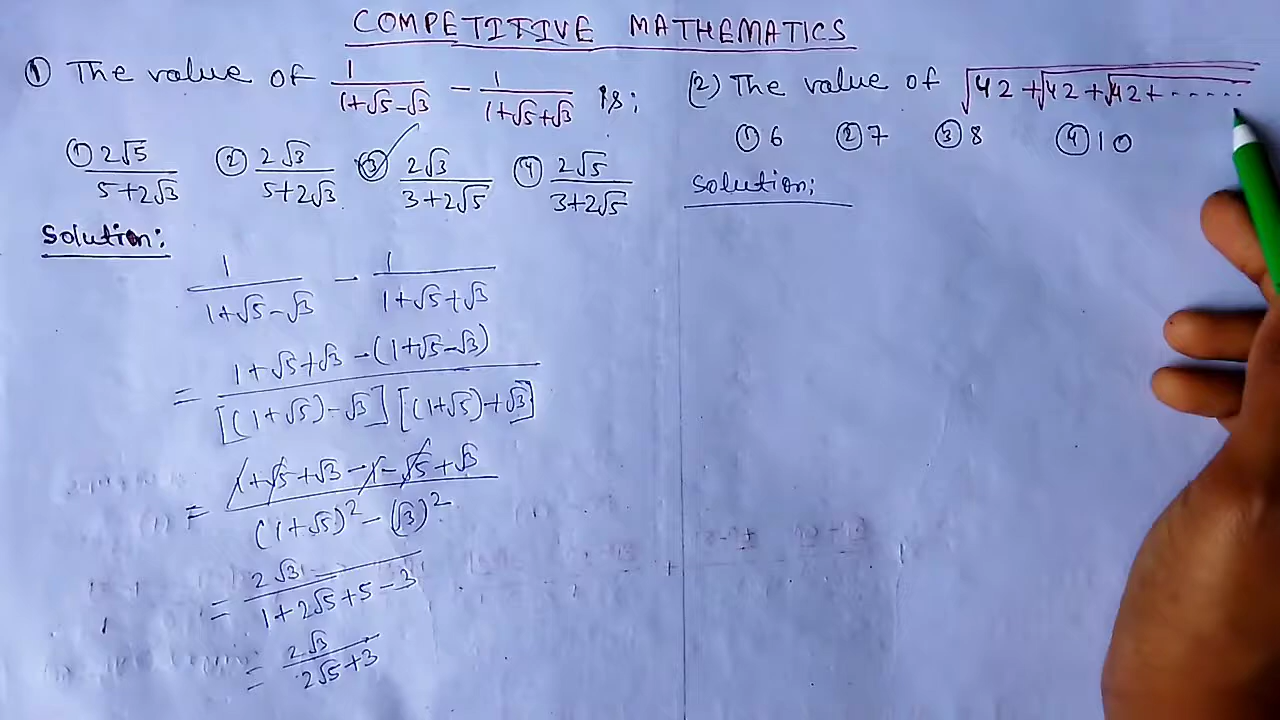 COMPETITIVE MATHEMATICS
① The value of 1/(1+√5-√3) - 1/(1+√5+√3) is:
① 2√5/(5+2√3) ② 2√3/(5+2√3) ③ 2√3/(3+2√5) ④ 2√5/(3+2√5)
Solution:
1/(1+√5-√3) - 1/(1+√5+√3)
= (1+√5+√3-(1+√5-√3))/([(1+√5)-√3][(1+√5)+√3])
= (1+√5+√3-1-√5+√3)/((1+√5)²-(√3)²)
= 2√3/(1+2√5+5-3)
= 2√3/(2√5+3)
(2) The value of √(42+√(42+√(42+.....
① 6 ② 7 ③ 8 ④ 10
Solution: